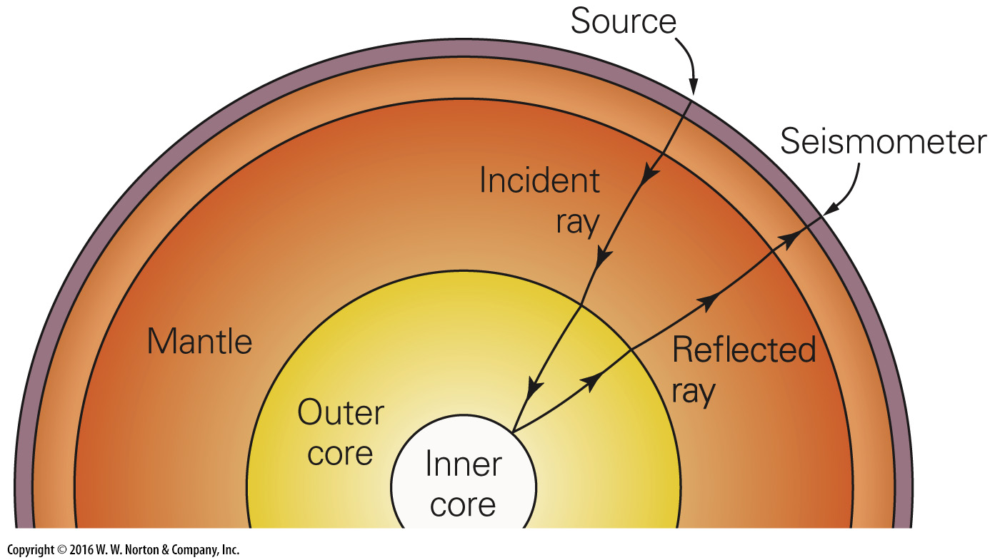 Source
Seismometer
Incident
ray
Mantle
Reflected
ray
Outer
core
Inner
core
Copyright © 2016 W. W. Norton & Company, Inc.